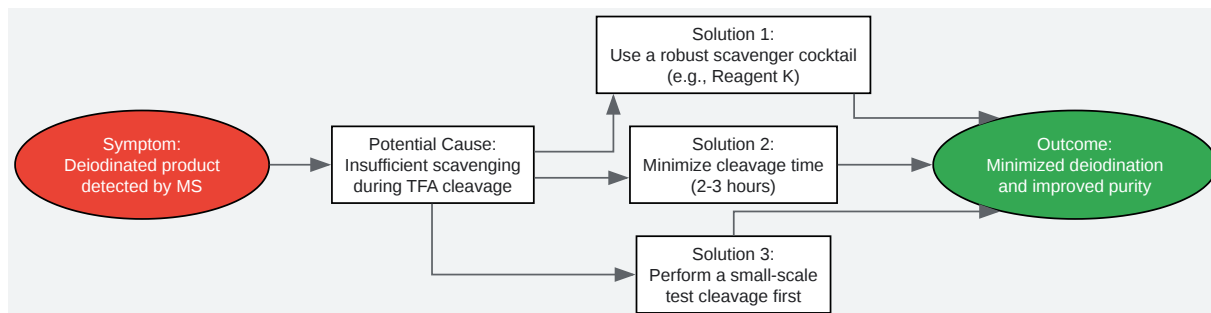 Symptom:
Deiodinated product
detected by MS
Potential Cause:
Insufficient scavenging
during TFA cleavage
Solution 1:
Use a robust scavenger cocktail
(e.g., Reagent K)
Solution 2:
Minimize cleavage time
(2-3 hours)
Solution 3:
Perform a small-scale
test cleavage first
Outcome:
Minimized deiodination
and improved purity